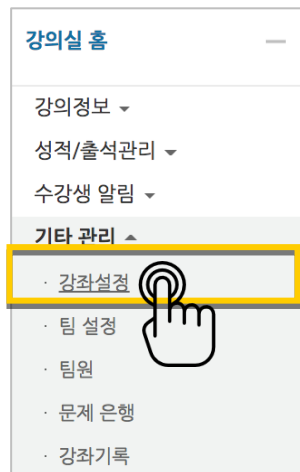 강의실 홈
강의정보
성적/출석관리
수강생 알림
기타 관리
· 강좌설정
· 팀 설정
· 팀원
· 문제 은행
· 강좌기록